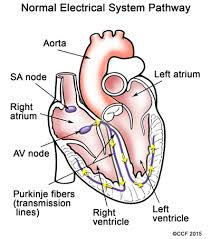 Normal Electrical System Pathway
Aorta
SA node
Left atrium
Right
atrium
AV node
Purkinje fibers
(transmission
lines)
Right
ventricle
Left
ventricle
©CCF 2015